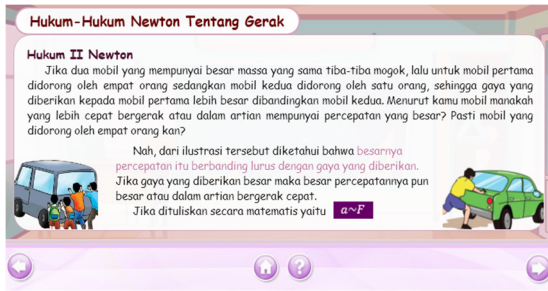 Hukum-Hukum Newton Tentang Gerak
Hukum II Newton
Jika dua mobil yang mempunyai besar massa yang sama tiba-tiba mogok, lalu untuk mobil pertama
didorong oleh empat orang sedangkan mobil kedua didorong oleh satu orang, sehingga gaya yang
diberikan kepada mobil pertama lebih besar dibandingkan mobil kedua. Menurut kamu mobil manakah
yang lebih cepat bergerak atau dalam artian mempunyai percepatan yang besar? Pasti mobil yang
didorong oleh empat orang kan?
Nah, dari ilustrasi tersebut diketahui bahwa besarnya
percepatan itu berbanding lurus dengan gaya yang diberikan.
Jika gaya yang diberikan besar maka besar percepatannya pun
besar atau dalam artian bergerak cepat.
Jika dituliskan secara matematis yaitu a~F
?